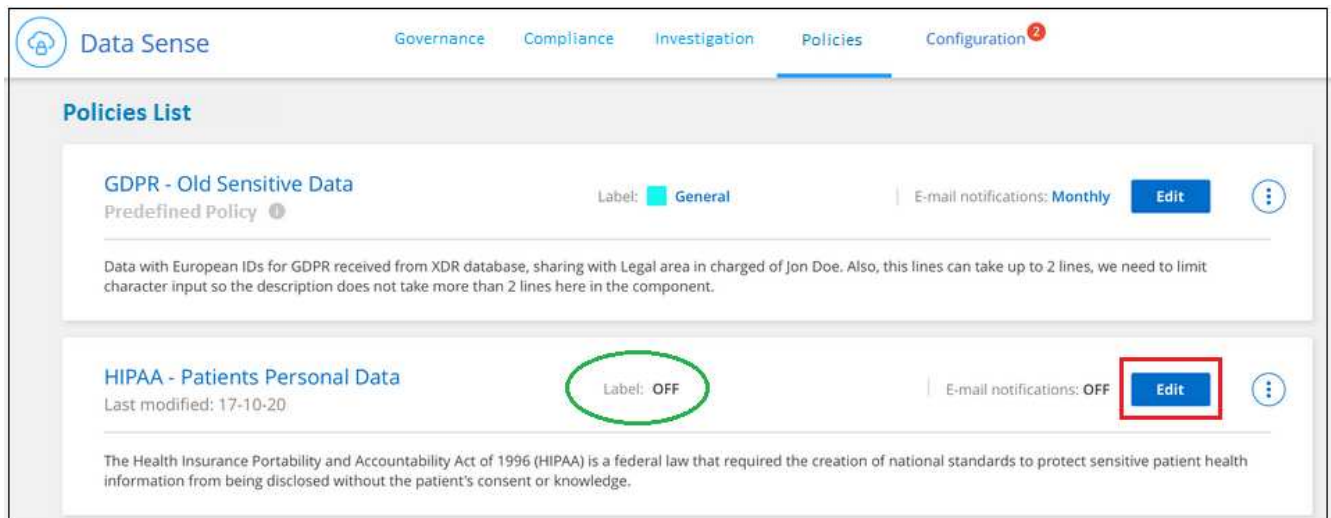 Data Sense
Governance Compliance Investigation Policies Configuration 2
Policies List
GDPR - Old Sensitive Data
Label: General
E-mail notifications: Monthly
Edit
Predefined Policy
Data with European IDs for GDPR received from XDR database, sharing with Legal area in charged of Jon Doe. Also, this lines can take up to 2 lines, we need to limit
character input so the description does not take more than 2 lines here in the component.
HIPAA - Patients Personal Data
Label: OFF
E-mail notifications: OFF
Edit
Last modified: 17-10-20
The Health Insurance Portability and Accountability Act of 1996 (HIPAA) is a federal law that required the creation of national standards to protect sensitive patient health
information from being disclosed without the patient's consent or knowledge.